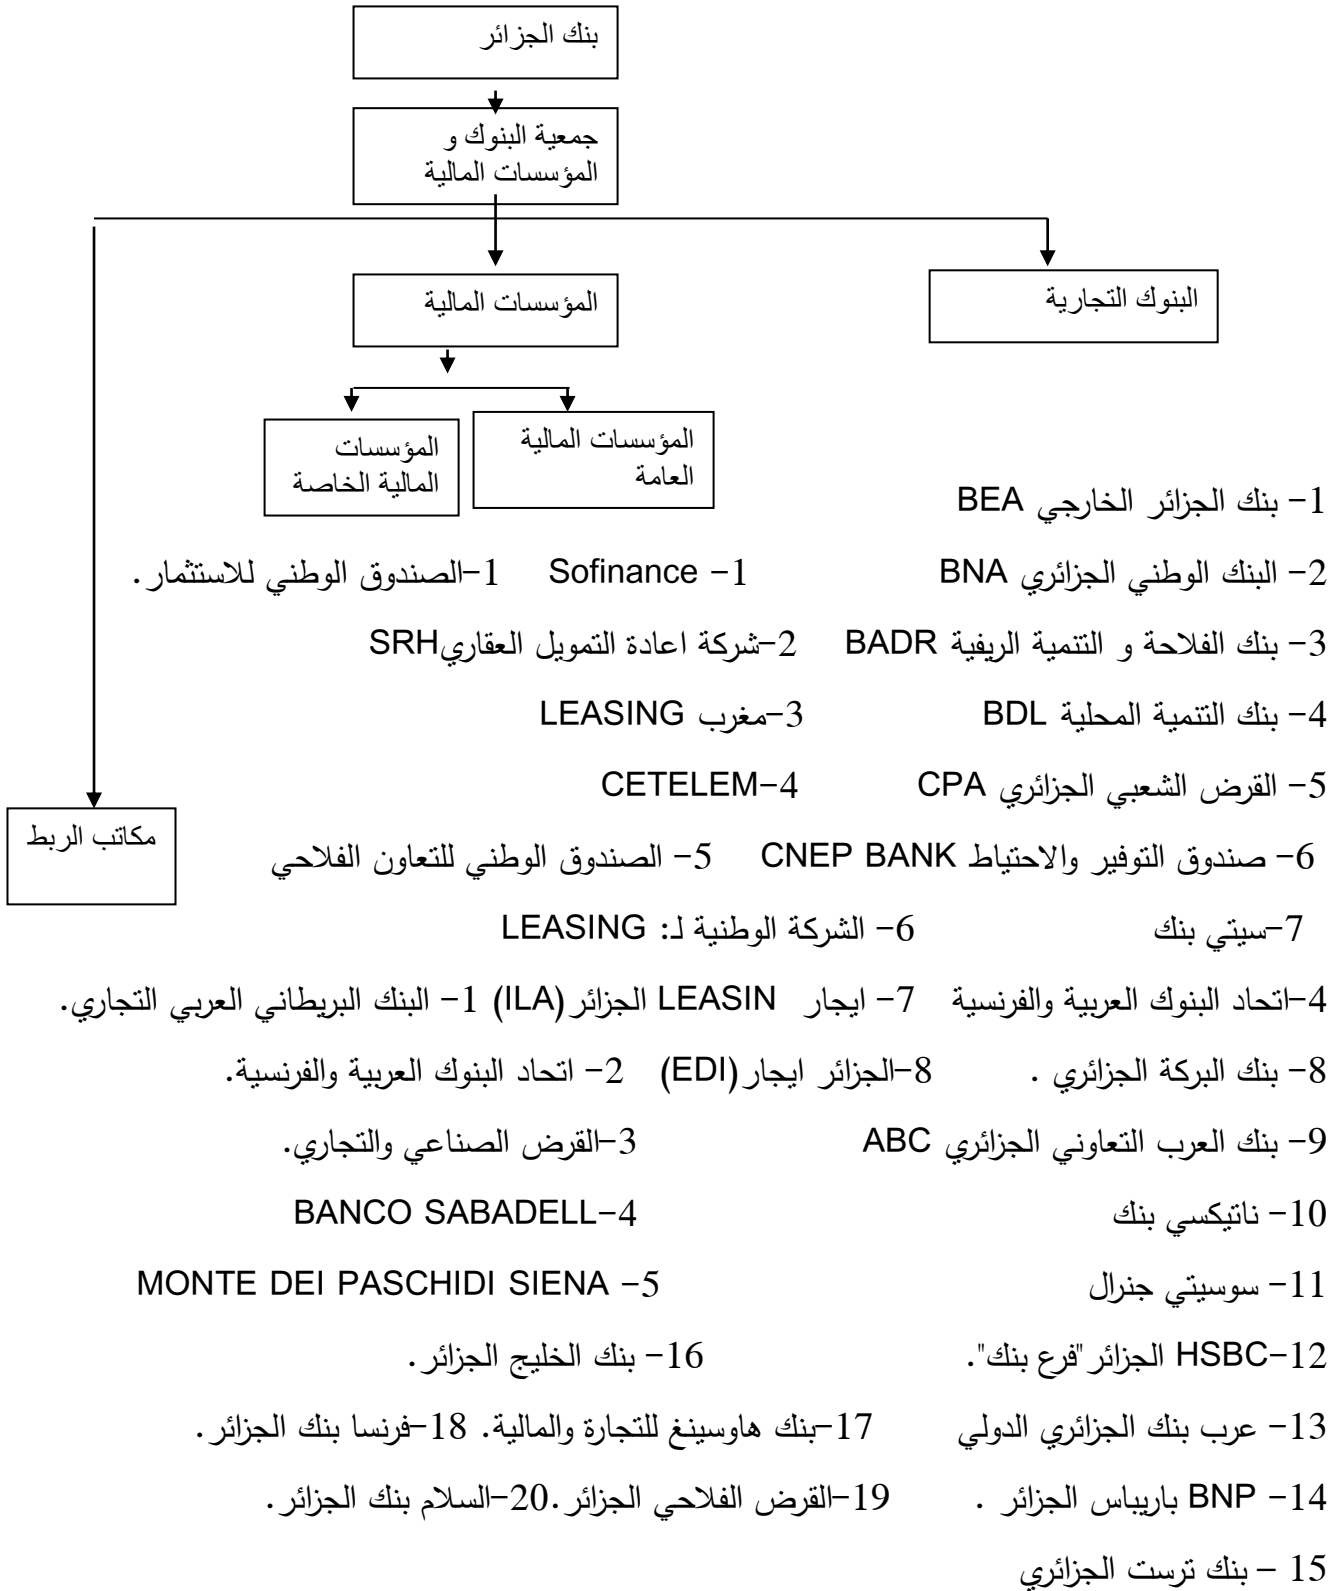 بنك الجزائر
جمعية البنوك و
المؤسسات المالية
البنوك التجارية
المؤسسات المالية
المؤسسات المالية
العامة
المؤسسات
المالية الخاصة
مكاتب الربط
1- بنك الجزائر الخارجي BEA
2- البنك الوطني الجزائري BNA 1- Sofinance 1-الصندوق الوطني للاستثمار.
3- بنك الفلاحة و التنمية الريفية BADR 2-شركة اعادة التمويل العقاريSRH
4- بنك التنمية المحلية BDL 3-مغرب LEASING
5- القرض الشعبي الجزائري CPA 4-CETELEM
6- صندوق التوفير والاحتياط CNEP BANK 5- الصندوق الوطني للتعاون الفلاحي
7-سيتي بنك 6- الشركة الوطنية لـ: LEASING
4-اتحاد البنوك العربية والفرنسية 7- ايجار LEASIN الجزائر (ILA) 1- البنك البريطاني العربي التجاري.
8- بنك البركة الجزائري . 8-الجزائر ايجار (EDI) 2- اتحاد البنوك العربية والفرنسية.
9- بنك العرب التعاوني الجزائري ABC 3-القرض الصناعي والتجاري.
10- ناتيكسي بنك 4-BANCO SABADELL
11- سوسيتي جنرال 5- MONTE DEI PASCHIDI SIENA
12-HSBC الجزائر "فرع بنك". 16- بنك الخليج الجزائر.
13- عرب بنك الجزائري الدولي 17-بنك هاوسينغ للتجارة والمالية. 18-فرنسا بنك الجزائر.
14- BNP باريباس الجزائر . 19-القرض الفلاحي الجزائر.20-السلام بنك الجزائر.
15 - بنك ترست الجزائري